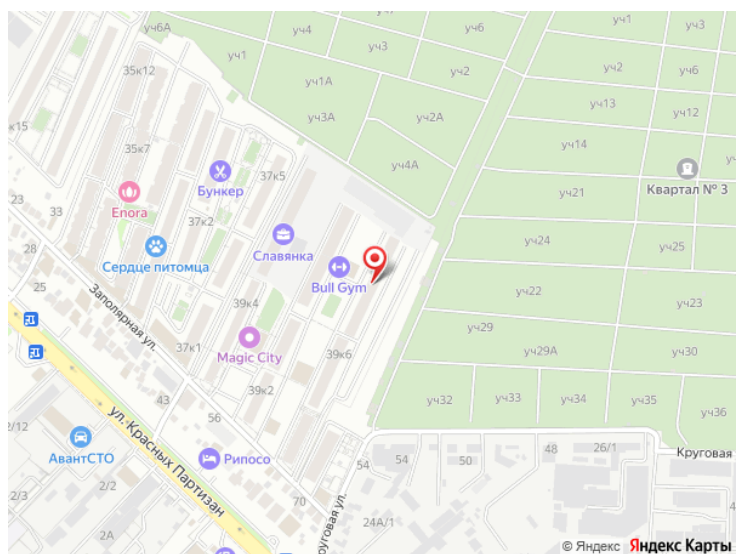 уч6А
уч4
уч3
уч6
уч1
уч3
35к12
уч1
уч2
уч2
уч6
уч1А
уч13
уч12
к15
уч3А
уч2А
35к7
уч14
уч4А
37к5
Бункер
Квартал № 3
Enora
уч21
33
23
37к2
Славянка
уч24
уч25
28
Сердце питомца
Bull Gym
25
Заполярная ул.
39к4
уч22
уч23
уч29
37к1
Magic City
39к6
уч29А
уч30
43
39к2
уч32
уч33
уч34
уч35
уч36
ул. Красных Партизан
56
2/12
АвантСТО
Рипосо
54
54
50
48
26/1
Круговая
2/2
70
2/3
Круговая ул.
24А/1
2А
© Яндекс Яндекс Карты